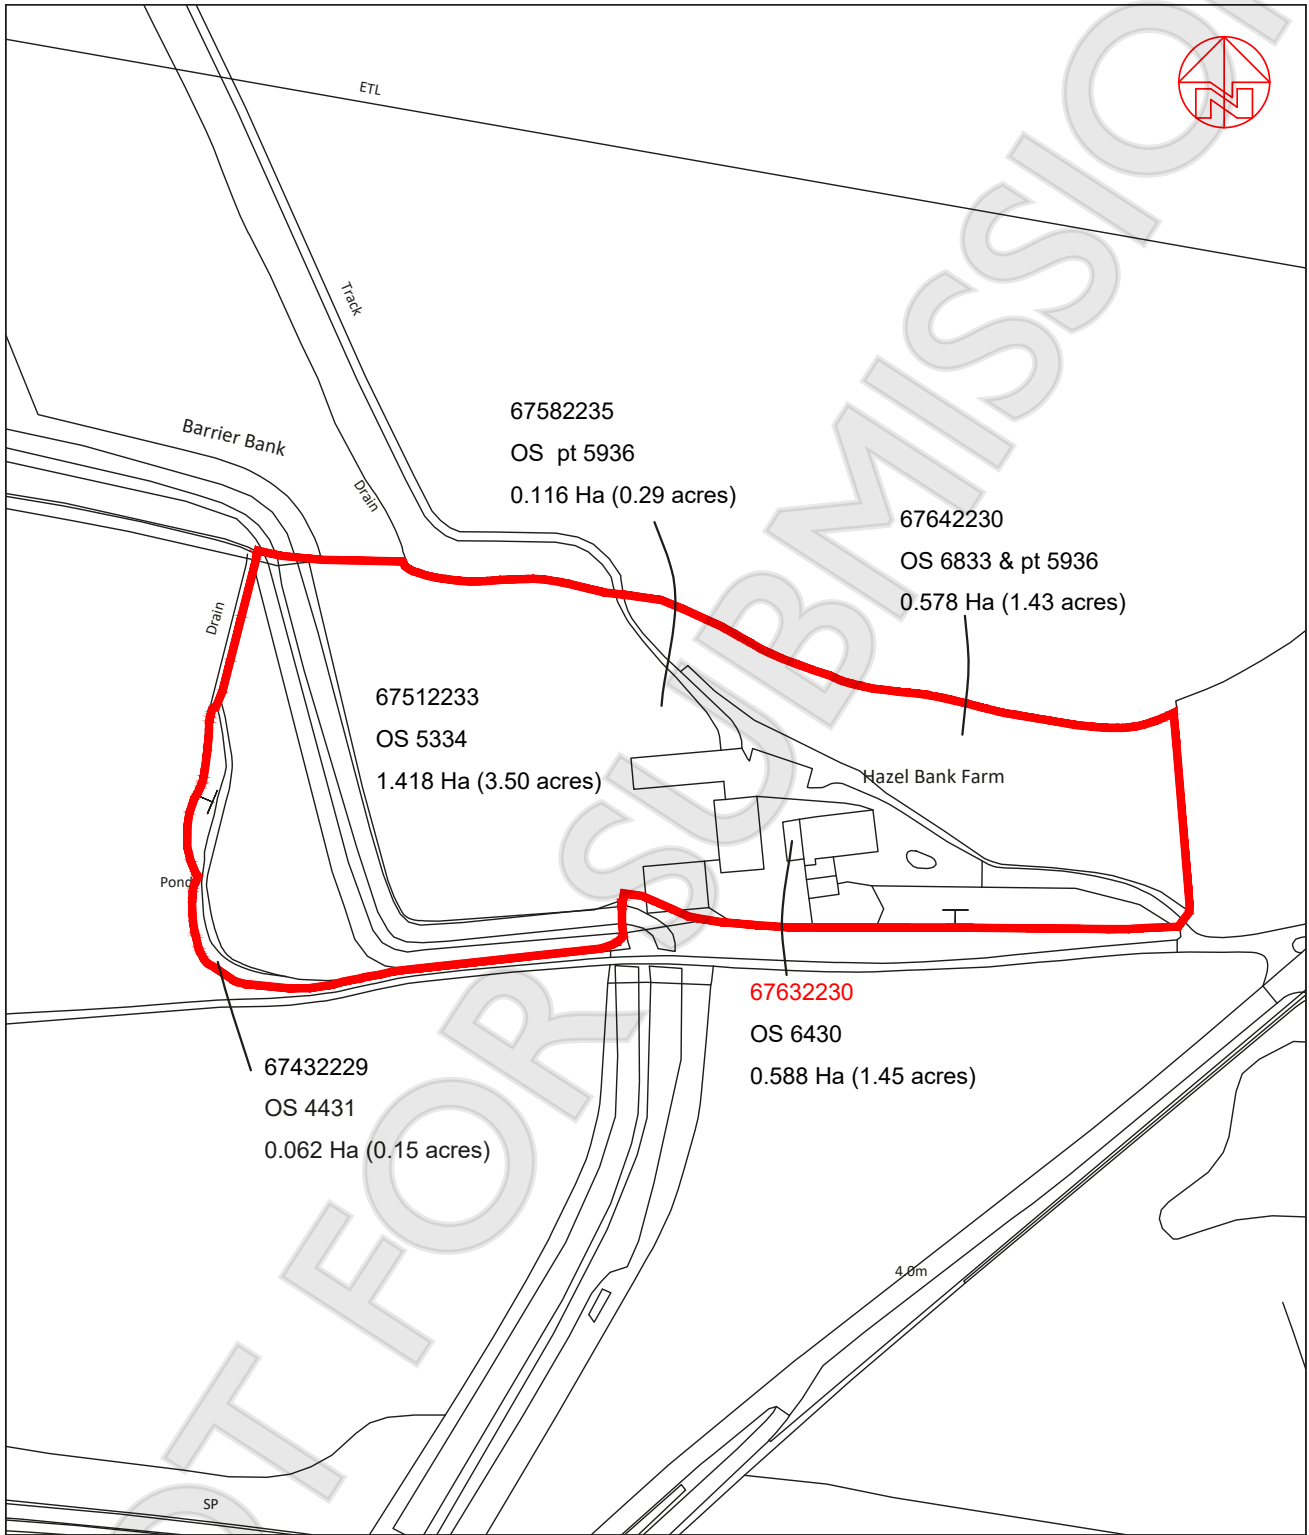 ETL
N
Track
67582235
OS pt 5936
0.116 Ha (0.29 acres)
Barrier Bank
Drain
67642230
OS 6833 & pt 5936
0.578 Ha (1.43 acres)
Drain
67512233
OS 5334
1.418 Ha (3.50 acres)
Hazel Bank Farm
Pond
67632230
OS 6430
0.588 Ha (1.45 acres)
67432229
OS 4431
0.062 Ha (0.15 acres)
4.0m
SP
OT FOR SUBMISSION